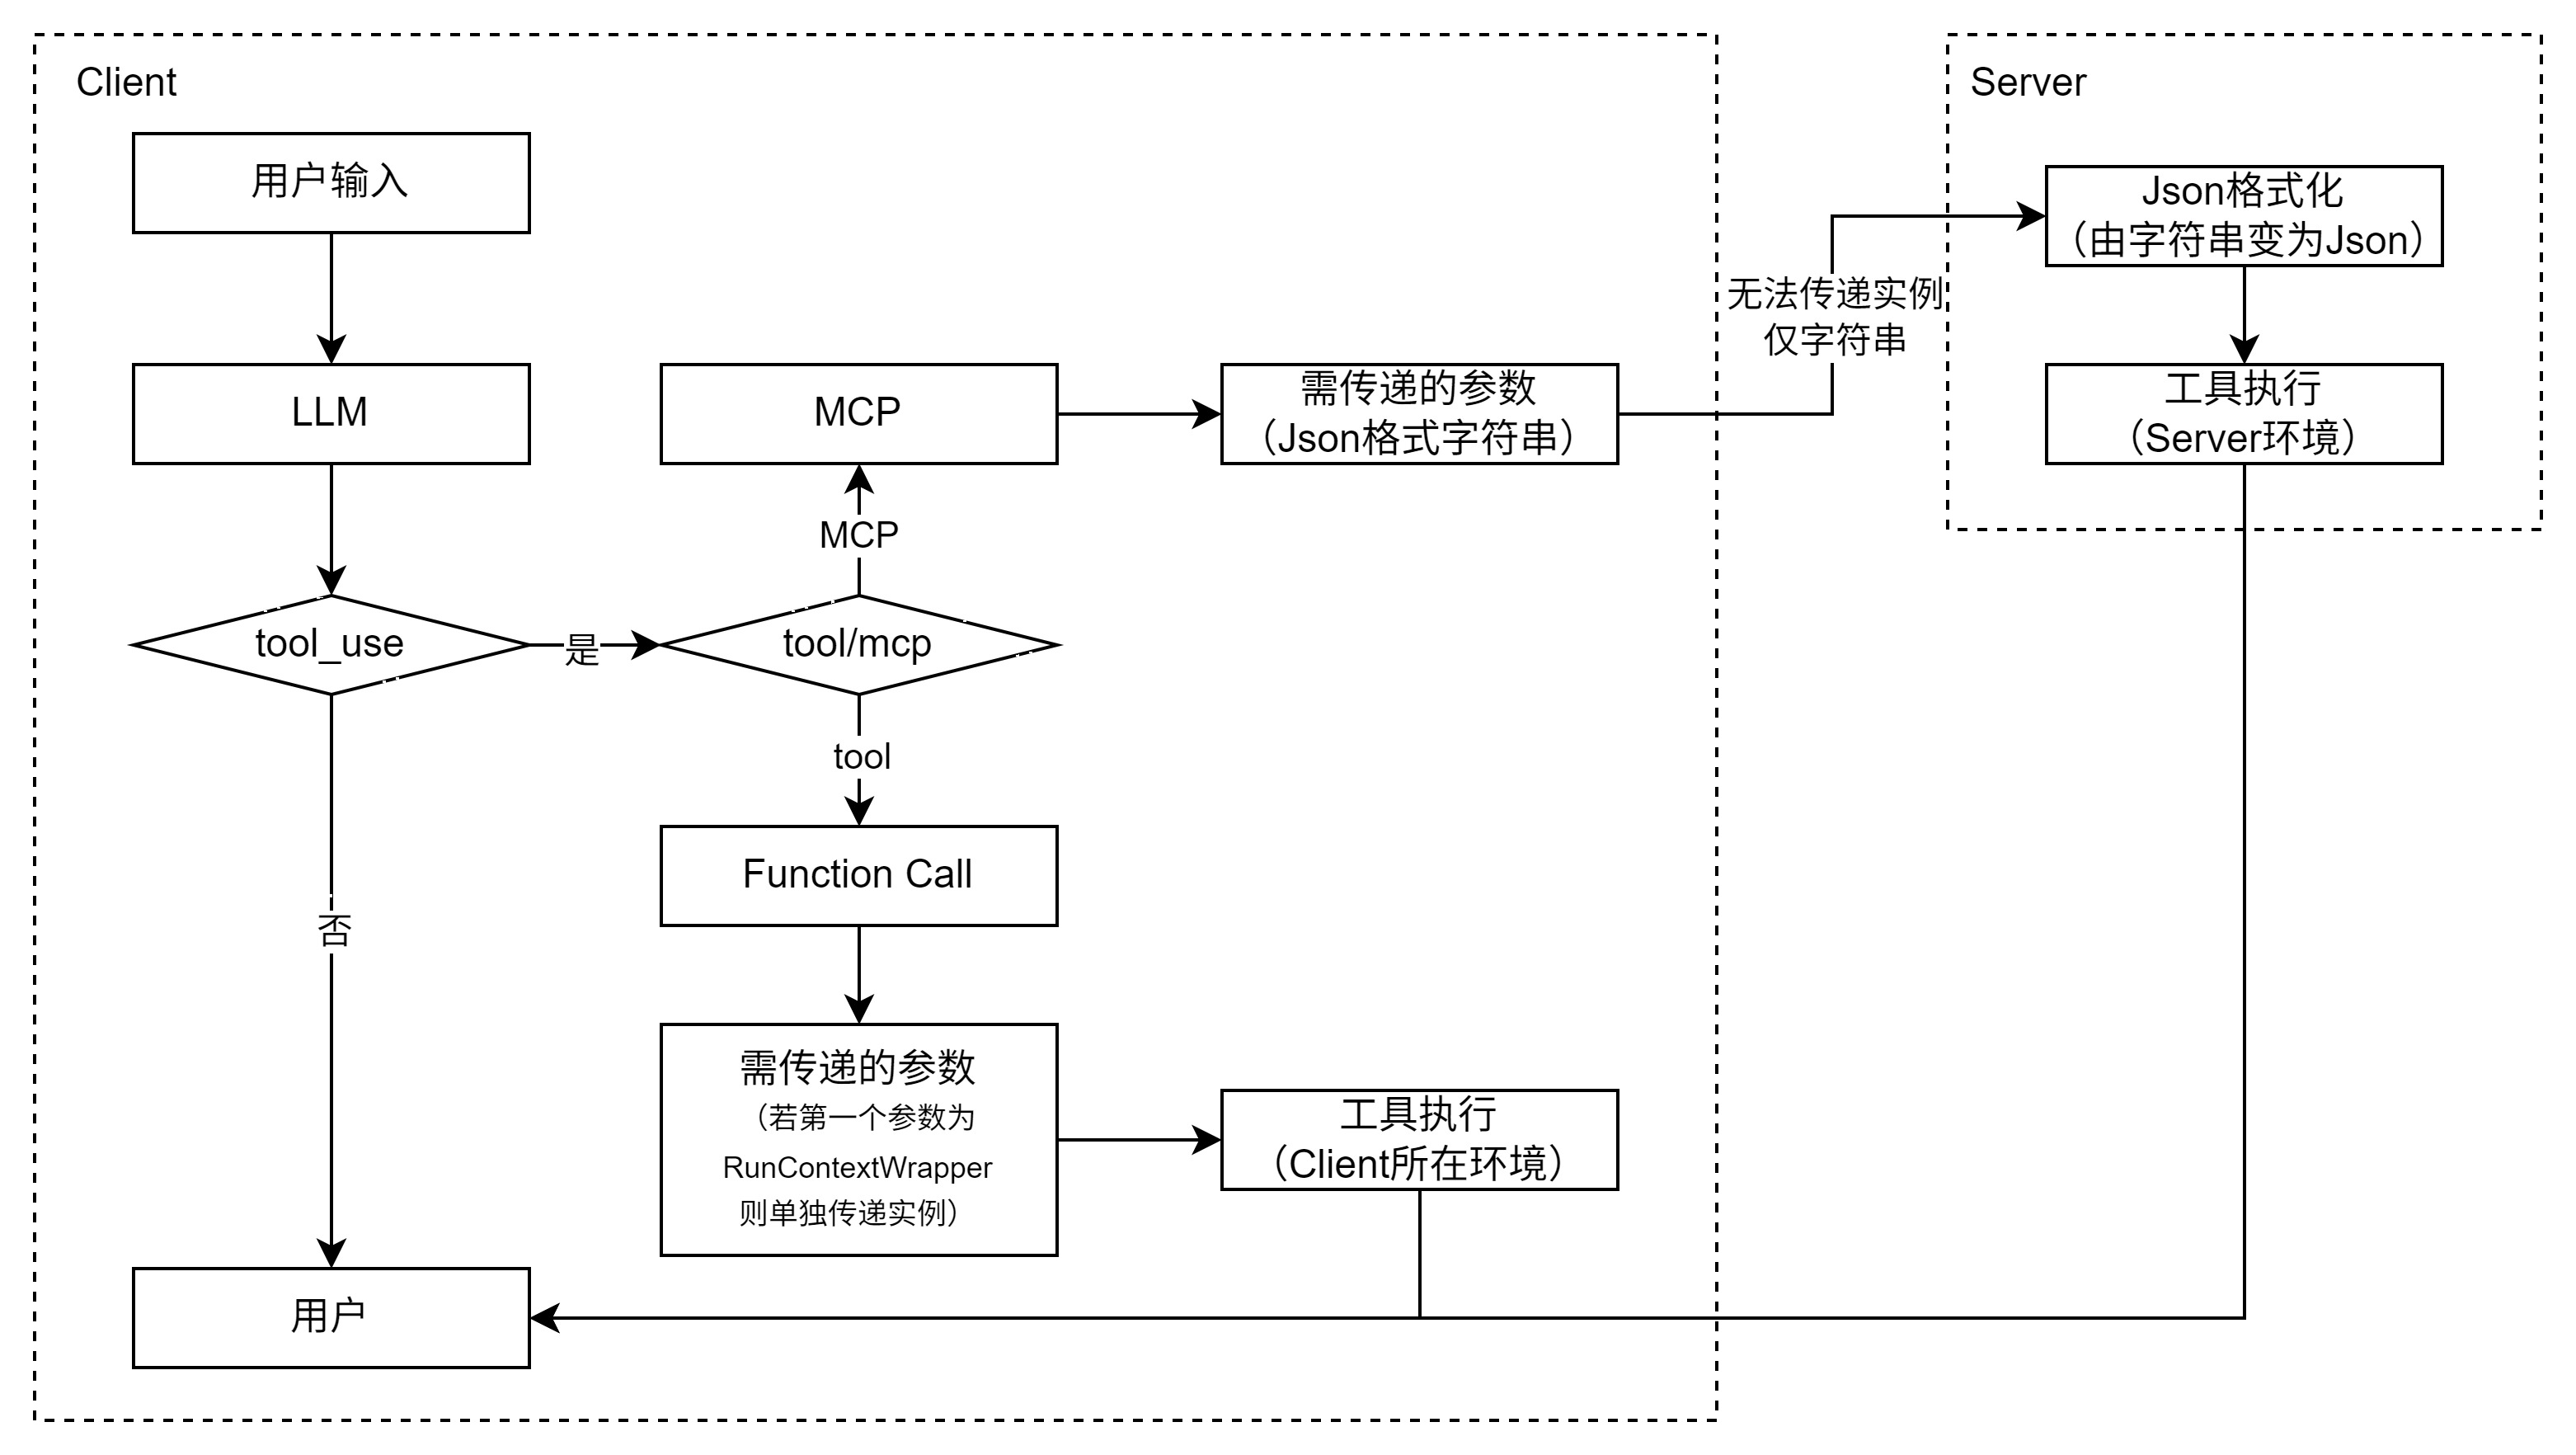 Client
用户输入
LLM
tool_use
是
否
用户
MCP
MCP
tool/mcp
tool
Function Call
需传递的参数
（若第一个参数为
RunContextWrapper
则单独传递实例）
需传递的参数
（Json格式字符串）
工具执行
（Client所在环境）
无法传递实例
仅字符串
Server
Json格式化
（由字符串变为Json）
工具执行
（Server环境）